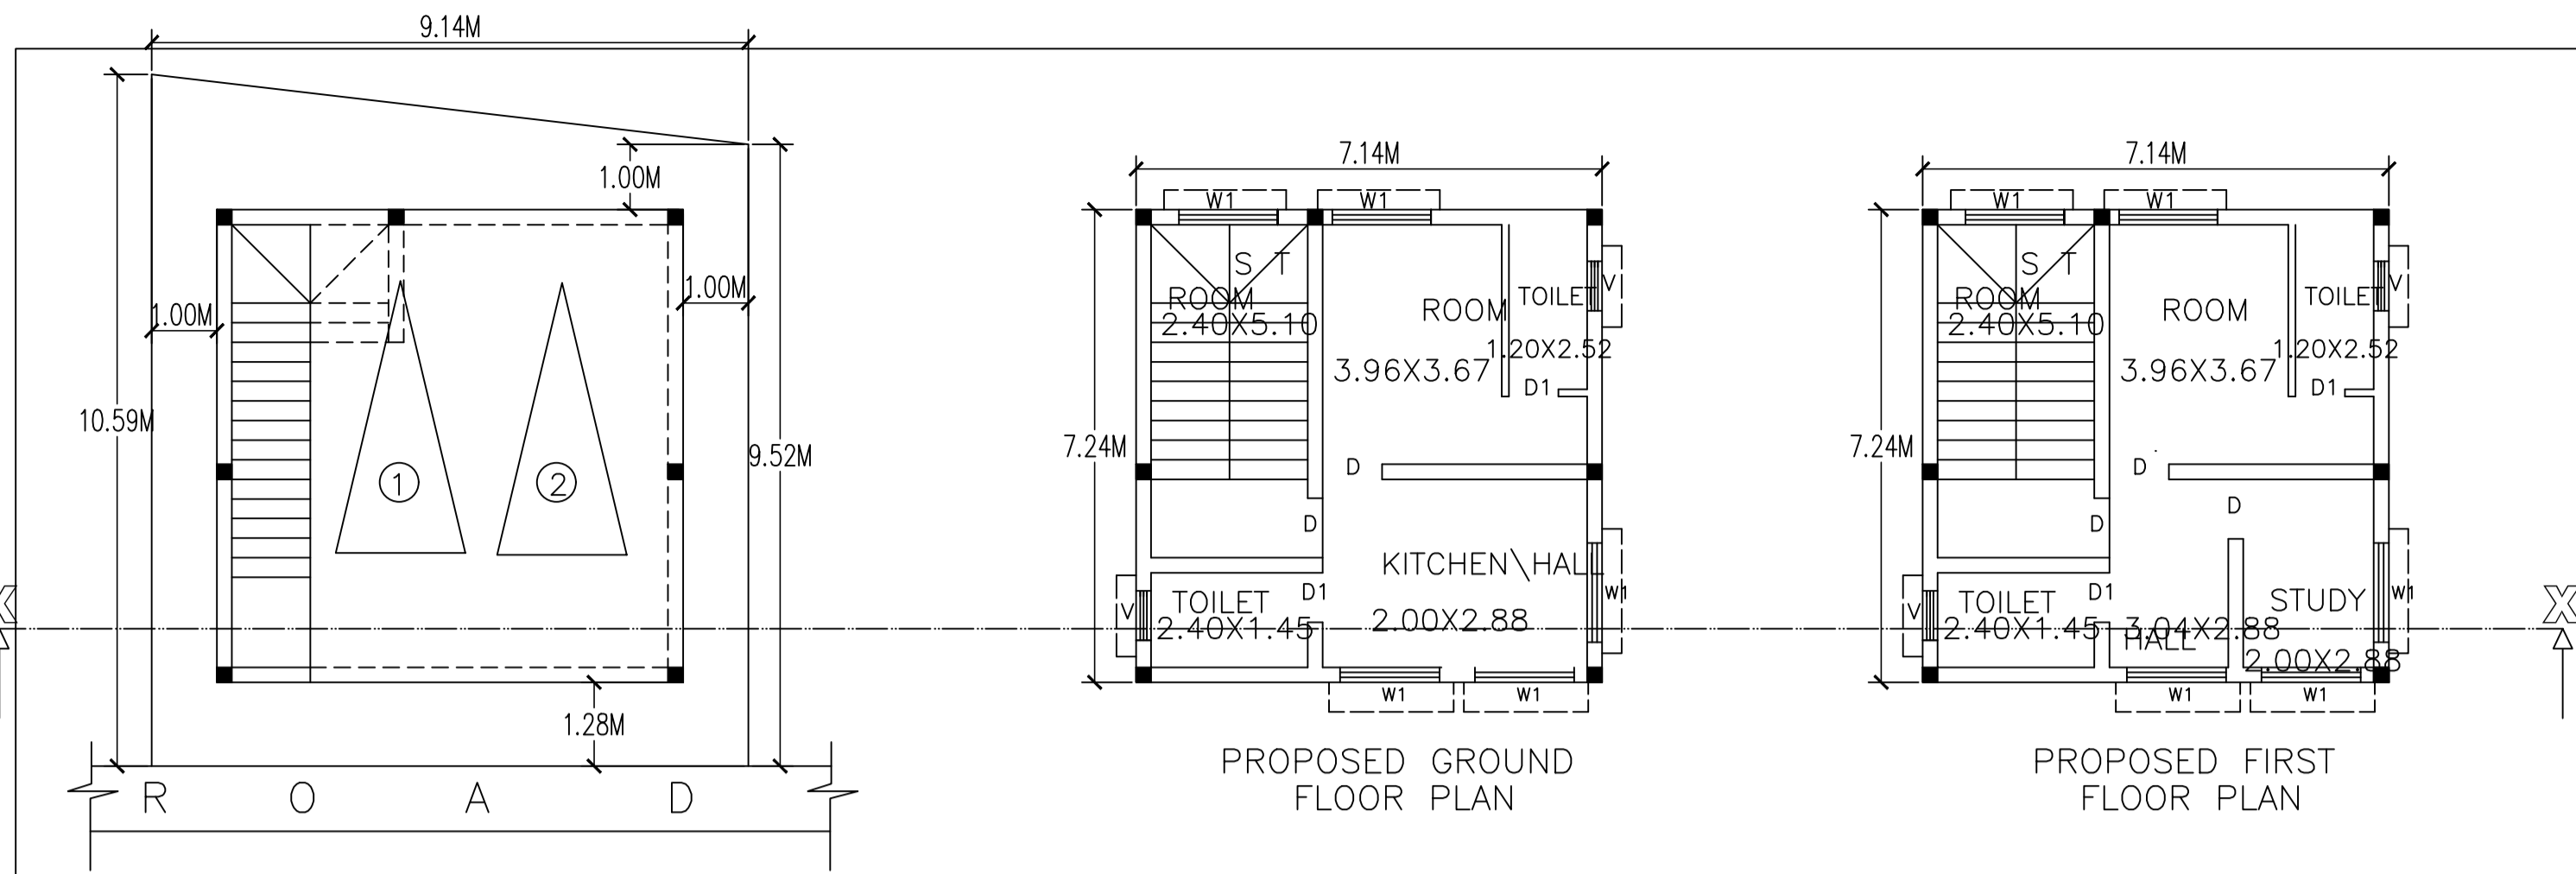 9.14M
1.00M
1.00M
1.00M
10.59M
9.52M
1
2
1.28M
R O A D
X
7.14M
W1
W1
S T
ROOM
2.40X5.10
ROOM
3.96X3.67
TOILET
1.20X2.52
V
D1
7.24M
D
D
KITCHEN\HALL
2.00X2.88
D1
W1
V
TOILET
2.40X1.45
W1
W1
PROPOSED GROUND
FLOOR PLAN
7.14M
W1
W1
S T
ROOM
2.40X5.10
ROOM
3.96X3.67
TOILET
1.20X2.52
V
D1
7.24M
D
D
D
D1
STUDY
2.00X2.88
W1
V
TOILET
2.40X1.45
3.04X2.88
HALL
W1
W1
X
PROPOSED FIRST
FLOOR PLAN